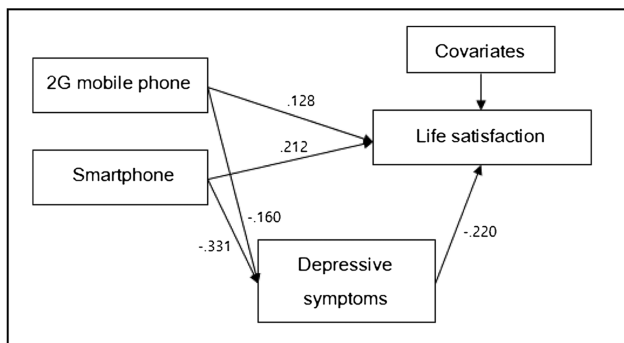 Covariates
2G mobile phone
.128
Life satisfaction
.212
Smartphone
-.160
-.331
-.220
Depressive
symptoms